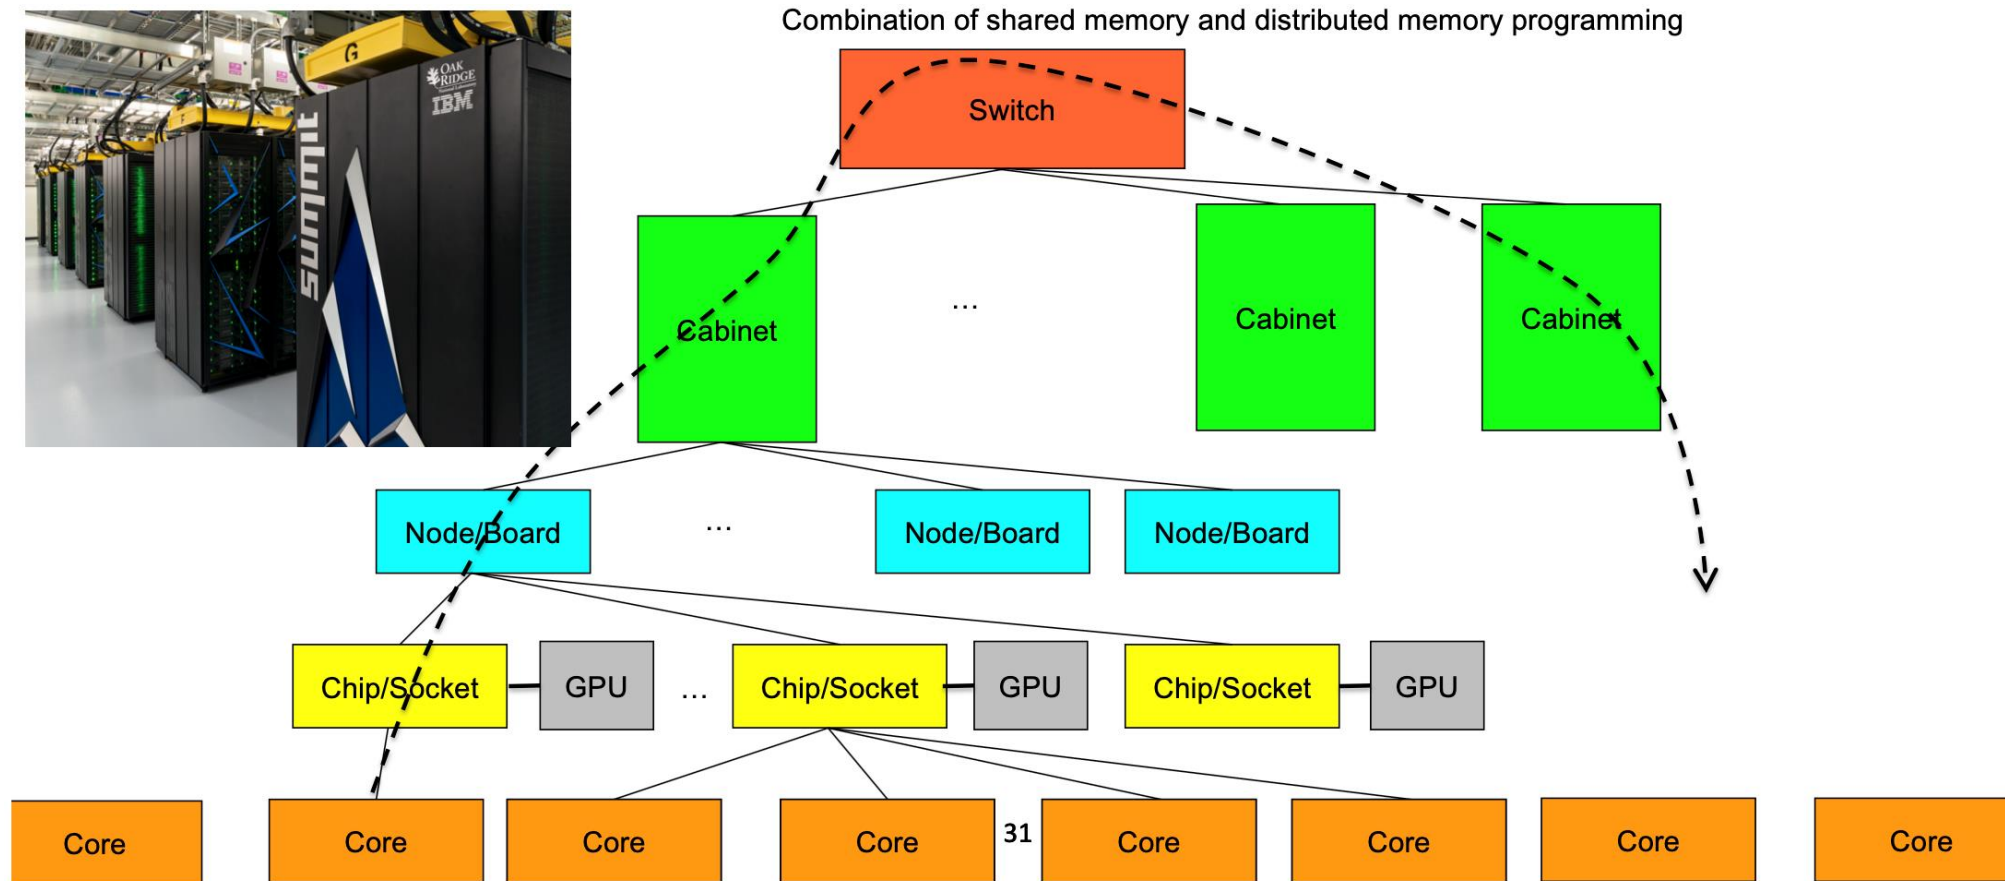 Combination of shared memory and distributed memory programming
G
OAK
RIDGE
National Laboratory
IBM
summit
F
Switch
Cabinet
...
Cabinet
Cabinet
Node/Board
...
Node/Board
Node/Board
Chip/Socket
GPU
...
Chip/Socket
GPU
Chip/Socket
GPU
Core
Core
Core
Core
31
Core
Core
Core
Core